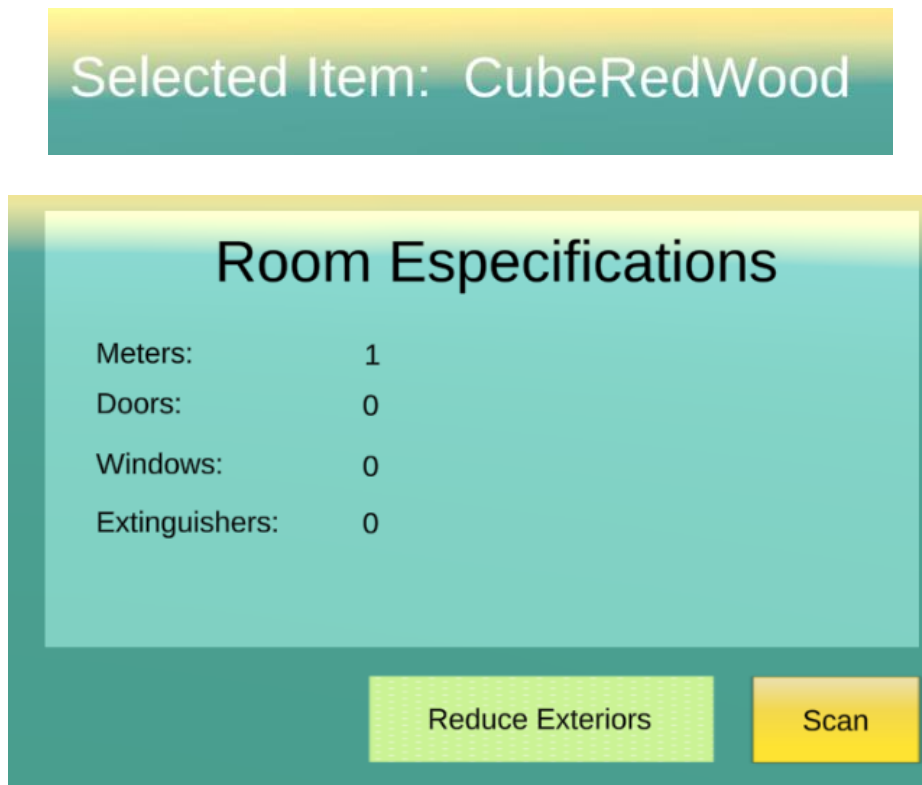 Selected Item: CubeRedWood
Room Especifications
Meters: 1
Doors: 0
Windows: 0
Extinguishers: 0
Reduce Exteriors Scan